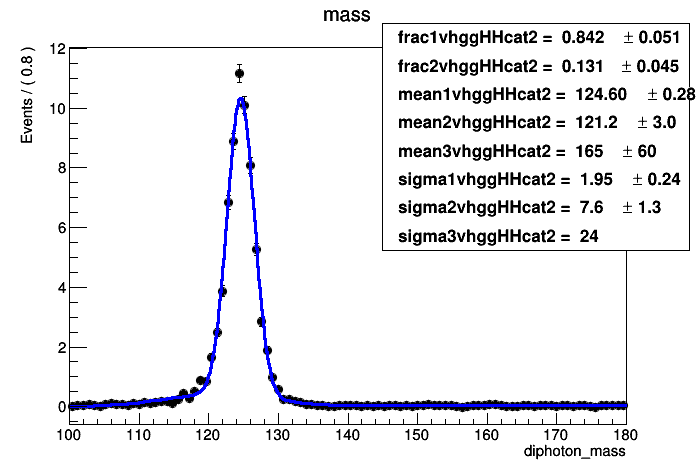 mass
frac1vhggHHcat2 = 0.842 ± 0.051
frac2vhggHHcat2 = 0.131 ± 0.045
mean1vhggHHcat2 = 124.60 ± 0.28
mean2vhggHHcat2 = 121.2 ± 3.0
mean3vhggHHcat2 = 165 ± 60
sigma1vhggHHcat2 = 1.95 ± 0.24
sigma2vhggHHcat2 = 7.6 ± 1.3
sigma3vhggHHcat2 = 24
Events / ( 0.8 )
12
10
8
6
4
2
0
100 110 120 130 140 150 160 170 180
diphoton_mass